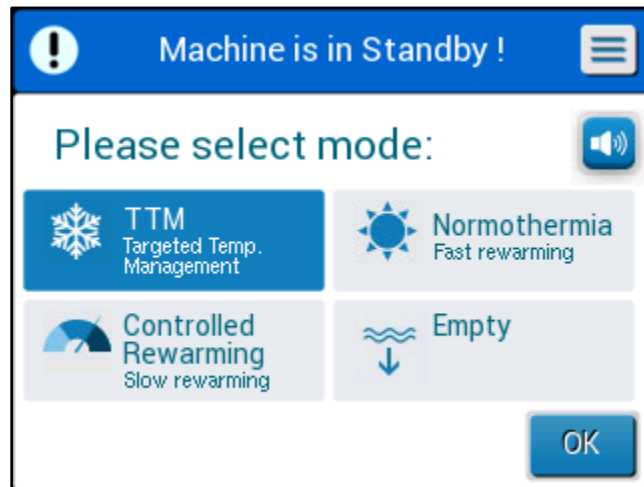 Machine is in Standby !
Please select mode:
TTM
Targeted Temp.
Management
Normothermia
Fast rewarming
Controlled
Rewarming
Slow rewarming
Empty
OK